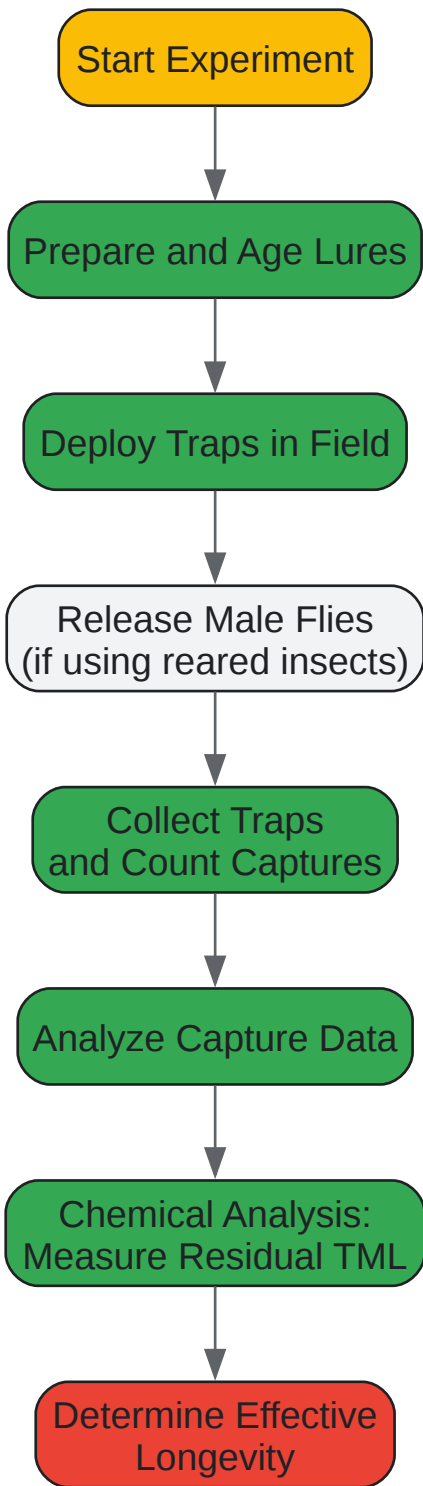 Start Experiment
Prepare and Age Lures
Deploy Traps in Field
Release Male Flies
(if using reared insects)
Collect Traps
and Count Captures
Analyze Capture Data
Chemical Analysis:
Measure Residual TML
Determine Effective
Longevity